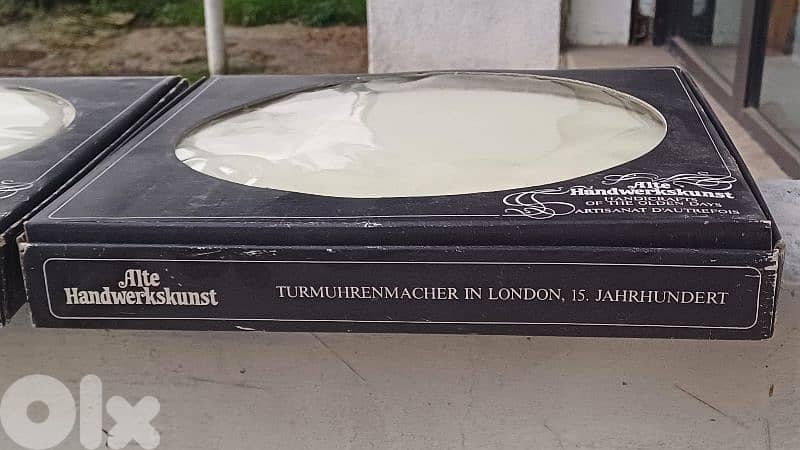 Alte
Handwerkskunst
HANDICRAFTS
OF THE OLDEN DAYS
ARTISANAT D'AUTREFOIS
Alte
Handwerkskunst
TURMUHRENMACHER IN LONDON, 15. JAHRHUNDERT
OLX